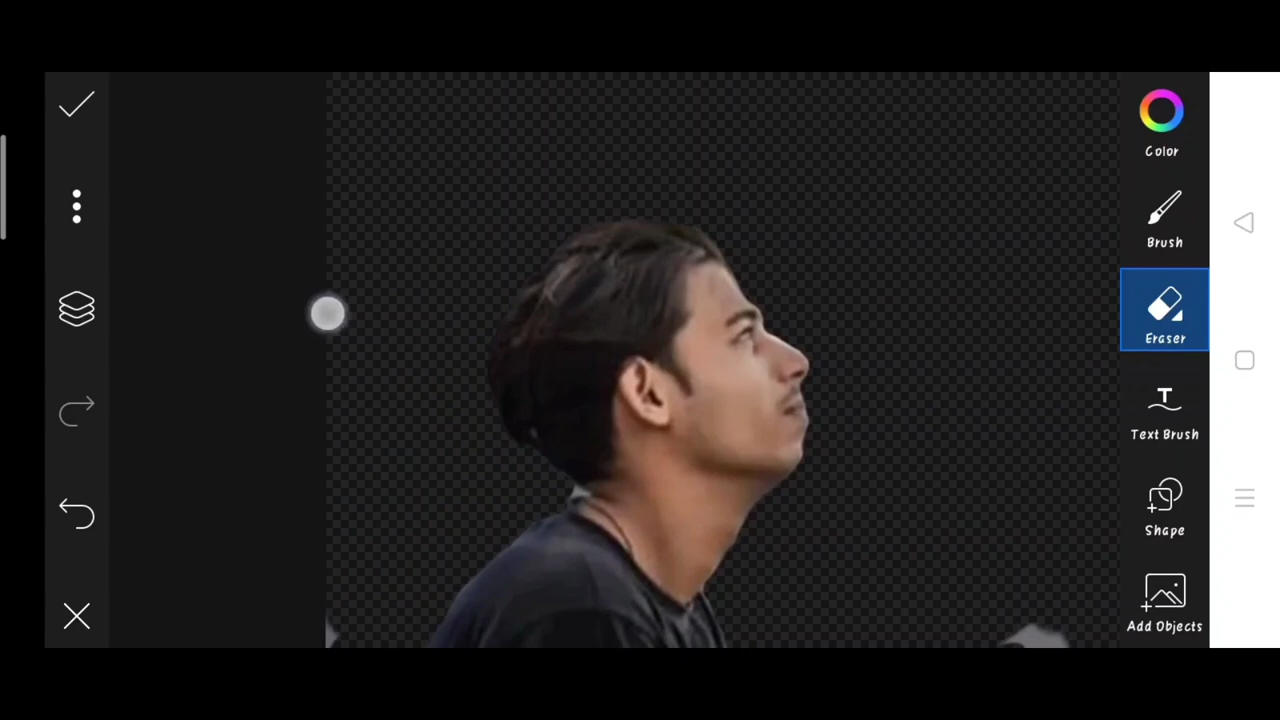 Color
Brush
Eraser
Text Brush
Shape
Add Objects